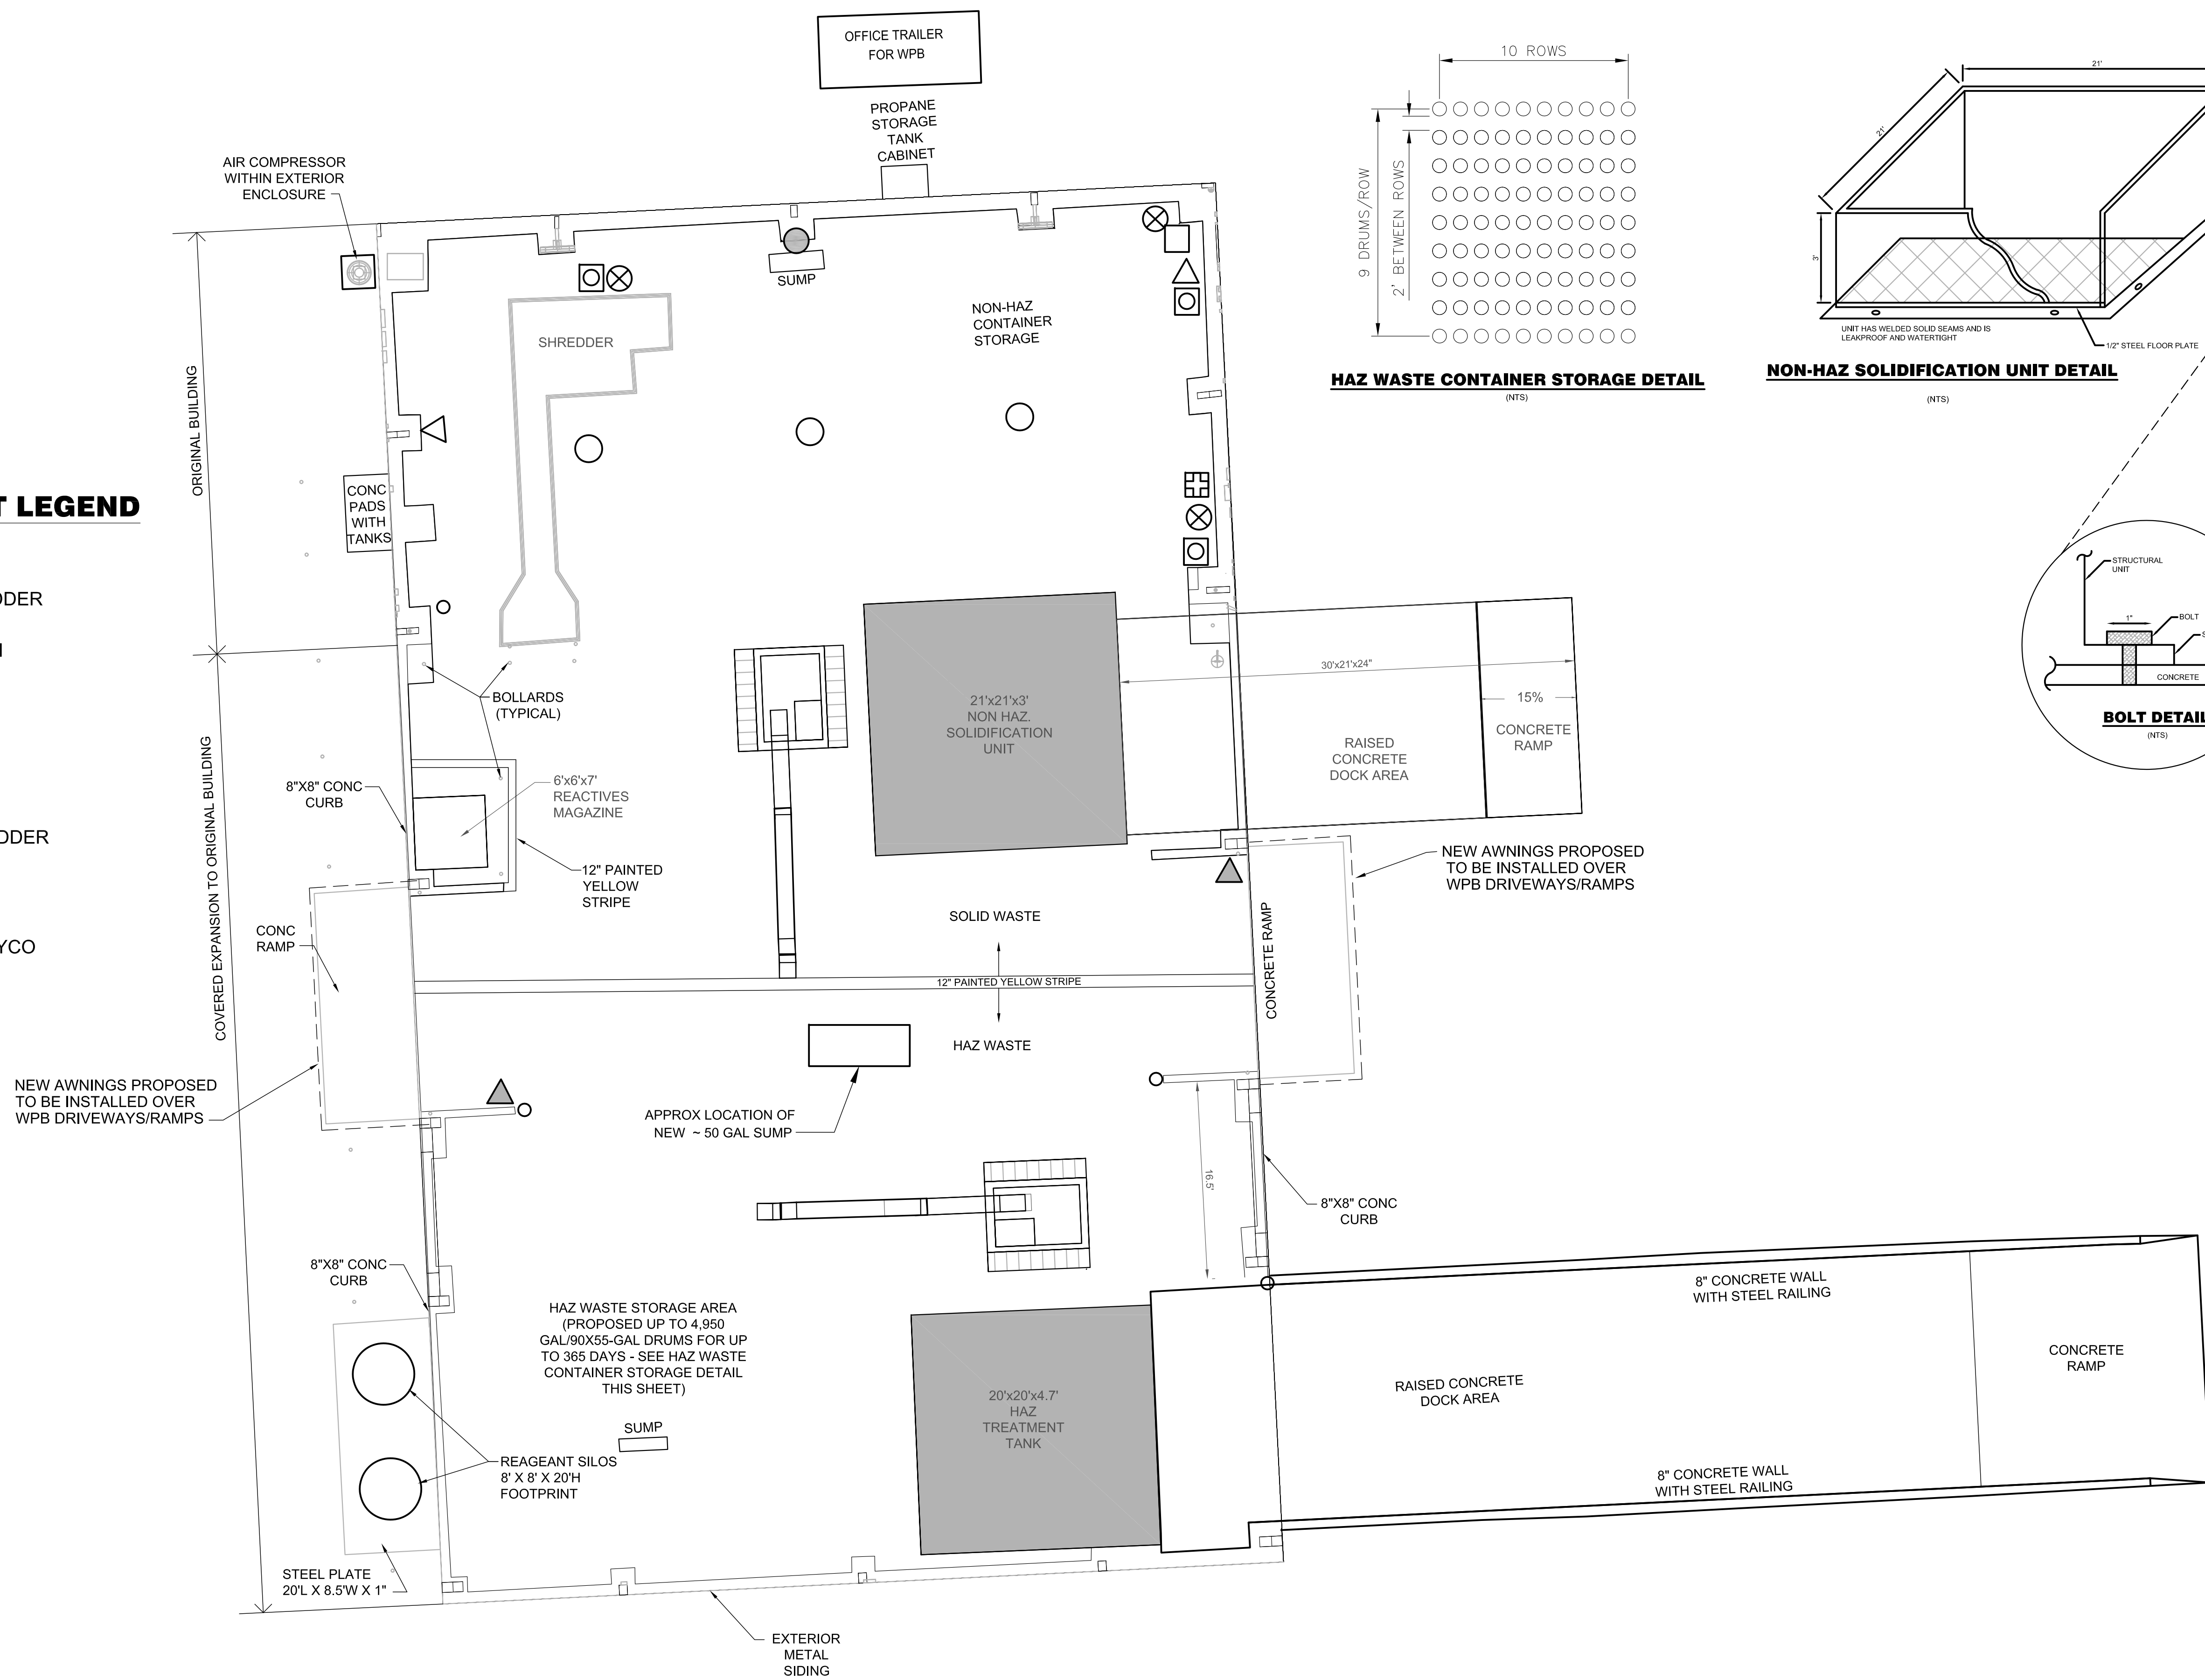 OFFICE TRAILER
FOR WPB
PROPANE
STORAGE
TANK
CABINET
AIR COMPRESSOR
WITHIN EXTERIOR
ENCLOSURE
10 ROWS
9 DRUMS/ROW
2' BETWEEN ROWS
HAZ WASTE CONTAINER STORAGE DETAIL
(NTS)
21'
21'
3'
UNIT HAS WELDED SOLID SEAMS AND IS
LEAKPROOF AND WATERTIGHT
1/2" STEEL FLOOR PLATE
NON-HAZ SOLIDIFICATION UNIT DETAIL
(NTS)
STRUCTURAL
UNIT
1"
BOLT
S
CONCRETE
BOLT DETAIL
(NTS)
T LEGEND
DDER
DDER
YCO
ORIGINAL BUILDING
COVERED EXPANSION TO ORIGINAL BUILDING
SUMP
SHREDDER
NON-HAZ
CONTAINER
STORAGE
CONC
PADS
WITH
TANKS
BOLLARDS
(TYPICAL)
21'x21'x3'
NON HAZ.
SOLIDIFICATION
UNIT
30'x21'x24"
15%
RAISED
CONCRETE
DOCK AREA
CONCRETE
RAMP
8"X8" CONC
CURB
6'x6'x7'
REACTIVES
MAGAZINE
12" PAINTED
YELLOW
STRIPE
NEW AWNINGS PROPOSED
TO BE INSTALLED OVER
WPB DRIVEWAYS/RAMPS
CONC
RAMP
SOLID WASTE
12" PAINTED YELLOW STRIPE
CONCRETE RAMP
HAZ WASTE
NEW AWNINGS PROPOSED
TO BE INSTALLED OVER
WPB DRIVEWAYS/RAMPS
APPROX LOCATION OF
NEW ~ 50 GAL SUMP
16.5'
8"X8" CONC
CURB
8"X8" CONC
CURB
HAZ WASTE STORAGE AREA
(PROPOSED UP TO 4,950
GAL/90X55-GAL DRUMS FOR UP
TO 365 DAYS - SEE HAZ WASTE
CONTAINER STORAGE DETAIL
THIS SHEET)
8" CONCRETE WALL
WITH STEEL RAILING
CONCRETE
RAMP
RAISED CONCRETE
DOCK AREA
20'x20'x4.7'
HAZ
TREATMENT
TANK
SUMP
REAGEANT SILOS
8' X 8' X 20'H
FOOTPRINT
8" CONCRETE WALL
WITH STEEL RAILING
STEEL PLATE
20'L X 8.5'W X 1"
EXTERIOR
METAL
SIDING